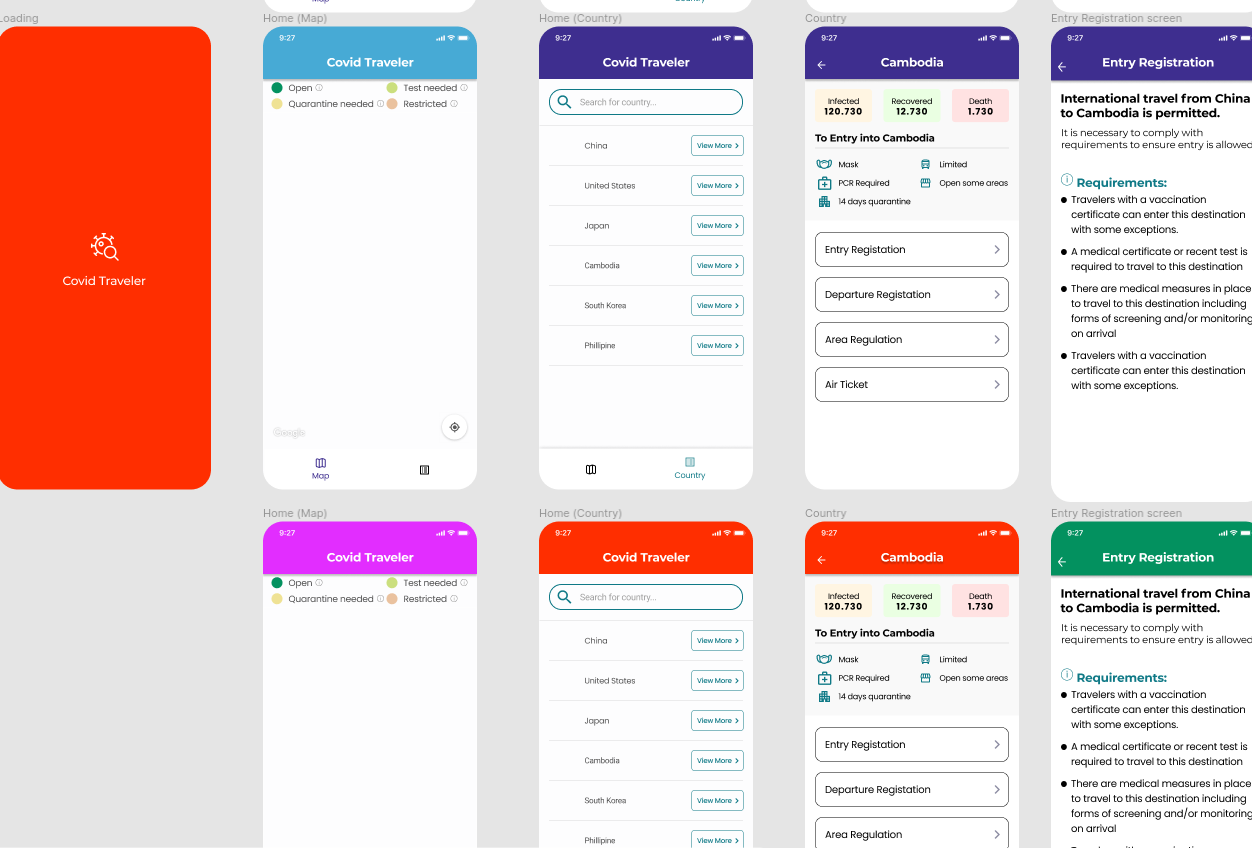 Loading
Covid Traveler
Home (Map)
9:27
Covid Traveler
Open
Test needed
Quarantine needed
Restricted
Google
Map
Home (Country)
9:27
Covid Traveler
Search for country...
China
View More
United States
View More
Japan
View More
Cambodia
View More
South Korea
View More
Phillipine
View More
Country
Country
9:27
Cambodia
Infected
120.730
Recovered
12.730
Death
1.730
To Entry into Cambodia
Mask
Limited
PCR Required
Open some areas
14 days quarantine
Entry Registation
Departure Registation
Area Regulation
Air Ticket
Entry Registration screen
9:27
Entry Registration
International travel from China
to Cambodia is permitted.
It is necessary to comply with
requirements to ensure entry is allowed
Requirements:
Travelers with a vaccination
certificate can enter this destination
with some exceptions.
A medical certificate or recent test is
required to travel to this destination
There are medical measures in place
to travel to this destination including
forms of screening and/or monitoring
on arrival
Travelers with a vaccination
certificate can enter this destination
with some exceptions.
Home (Map)
9:27
Covid Traveler
Open
Test needed
Quarantine needed
Restricted
Home (Country)
9:27
Covid Traveler
Search for country...
China
View More
United States
View More
Japan
View More
Cambodia
View More
South Korea
View More
Phillipine
View More
Country
9:27
Cambodia
Infected
120.730
Recovered
12.730
Death
1.730
To Entry into Cambodia
Mask
Limited
PCR Required
Open some areas
14 days quarantine
Entry Registation
Departure Registation
Area Regulation
Entry Registration screen
9:27
Entry Registration
International travel from China
to Cambodia is permitted.
It is necessary to comply with
requirements to ensure entry is allowed
Requirements:
Travelers with a vaccination
certificate can enter this destination
with some exceptions.
A medical certificate or recent test is
required to travel to this destination
There are medical measures in place
to travel to this destination including
forms of screening and/or monitoring
on arrival